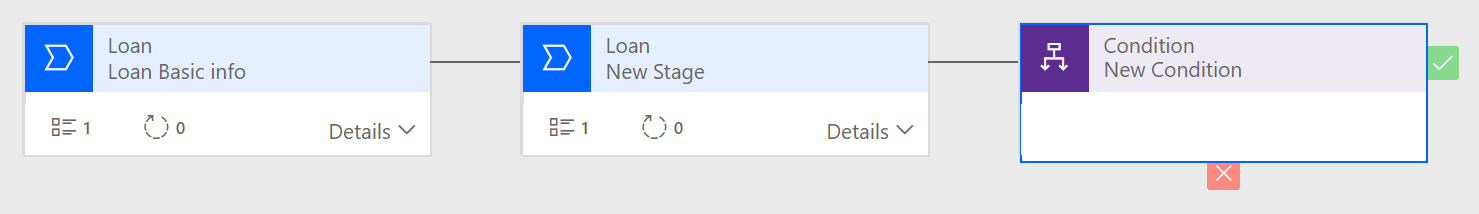 Loan
Loan Basic info
1
0
Details
Loan
New Stage
1
0
Details
Condition
New Condition